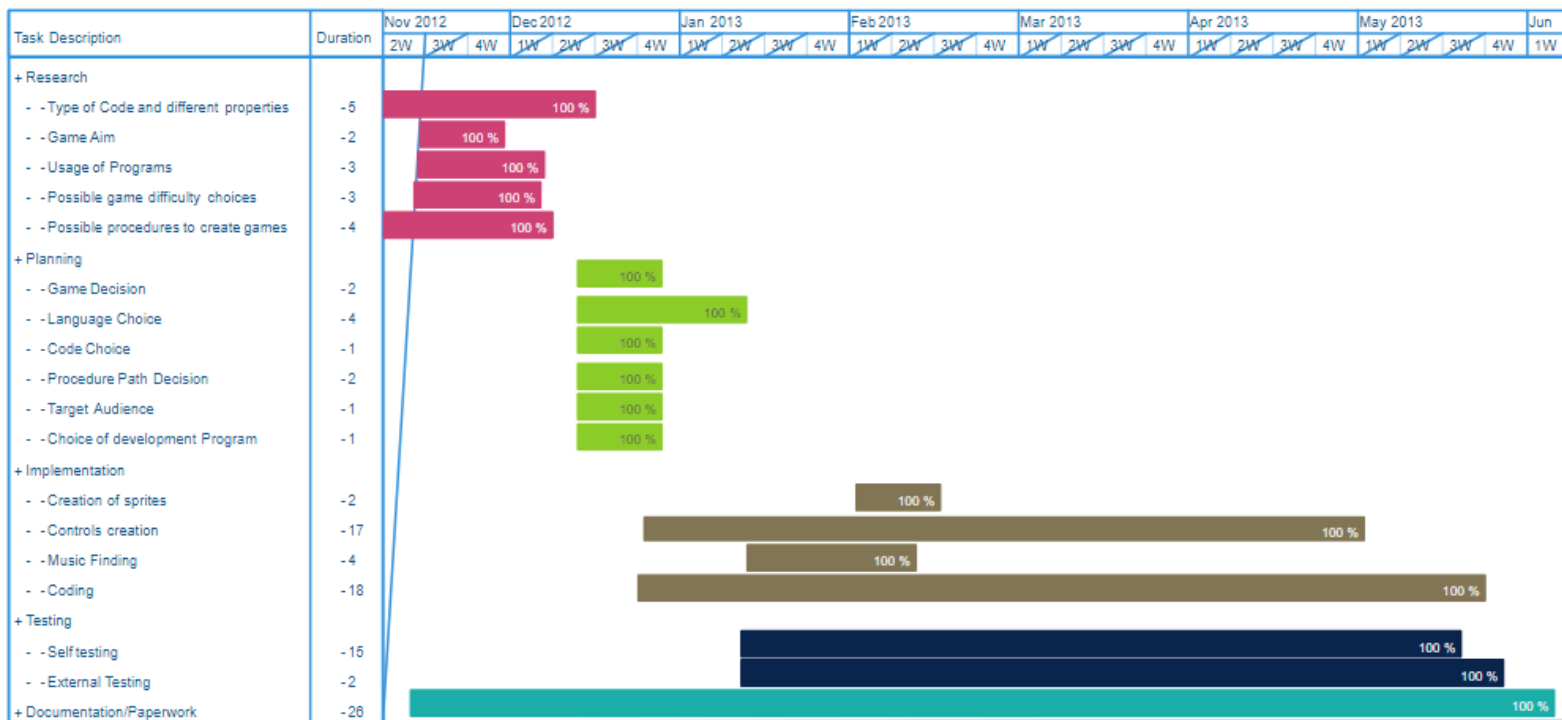 Task Description Duration Nov 2012 Dec 2012 Jan 2013 Feb 2013 Mar 2013 Apr 2013 May 2013 Jun
2W 3W 4W 1W 2W 3W 4W 1W 2W 3W 4W 1W 2W 3W 4W 1W 2W 3W 4W 1W 2W 3W 4W 1W 2W 3W 4W 1W
+ Research
- - Type of Code and different properties -5 100 %
- - Game Aim -2 100 %
- - Usage of Programs -3 100 %
- - Possible game difficulty choices -3 100 %
- - Possible procedures to create games -4 100 %
+ Planning
- - Game Decision -2 100 %
- - Language Choice -4 100 %
- - Code Choice -1 100 %
- - Procedure Path Decision -2 100 %
- - Target Audience -1 100 %
- - Choice of development Program -1 100 %
+ Implementation
- - Creation of sprites -2 100 %
- - Controls creation -17 100 %
- - Music Finding -4 100 %
- - Coding -18 100 %
+ Testing
- - Self testing -15 100 %
- - External Testing -2 100 %
+ Documentation/Paperwork -26 100 %